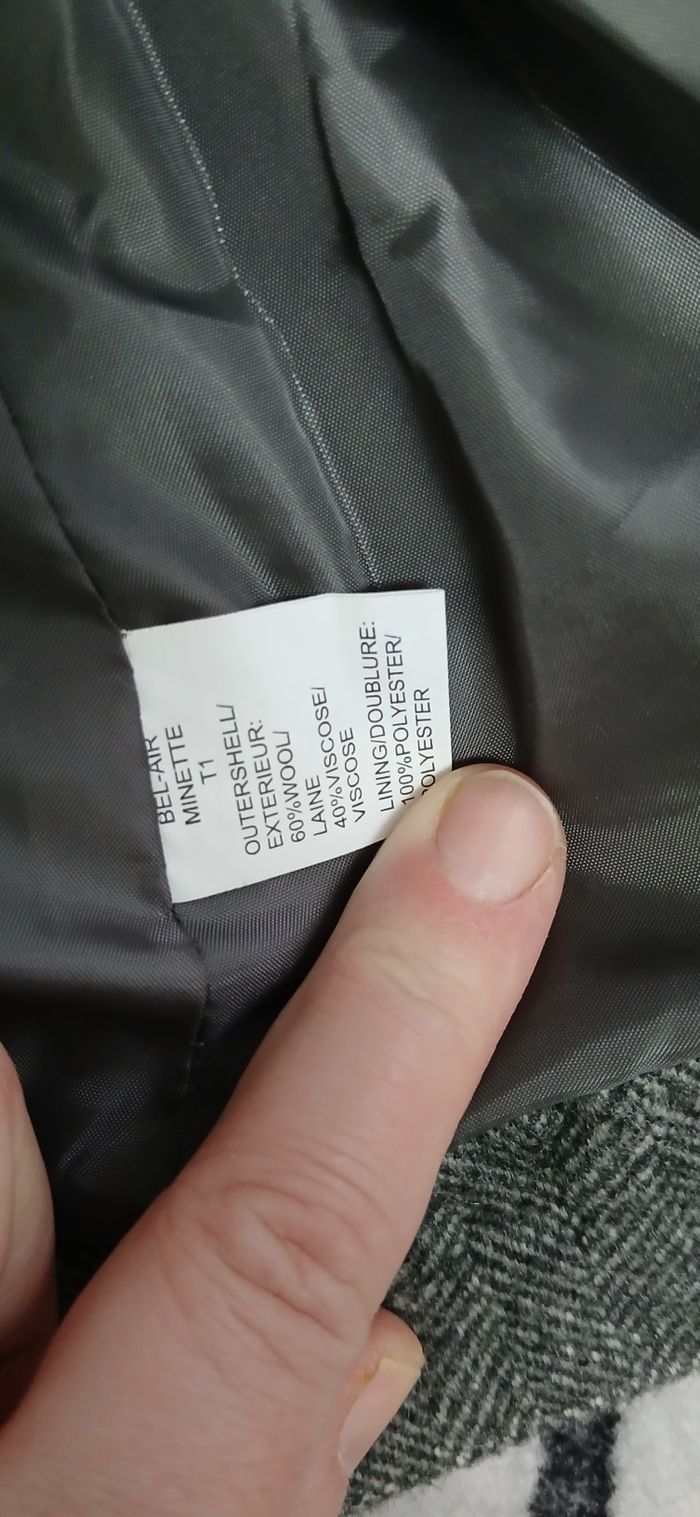 BEL-AIR
MINETTE
T1
OUTERSHELL/
EXTERIEUR:
60%WOOL/
LAINE
40%VISCOSE/
VISCOSE
LINING/DOUBLURE:
100%POLYESTER/
POLYESTER